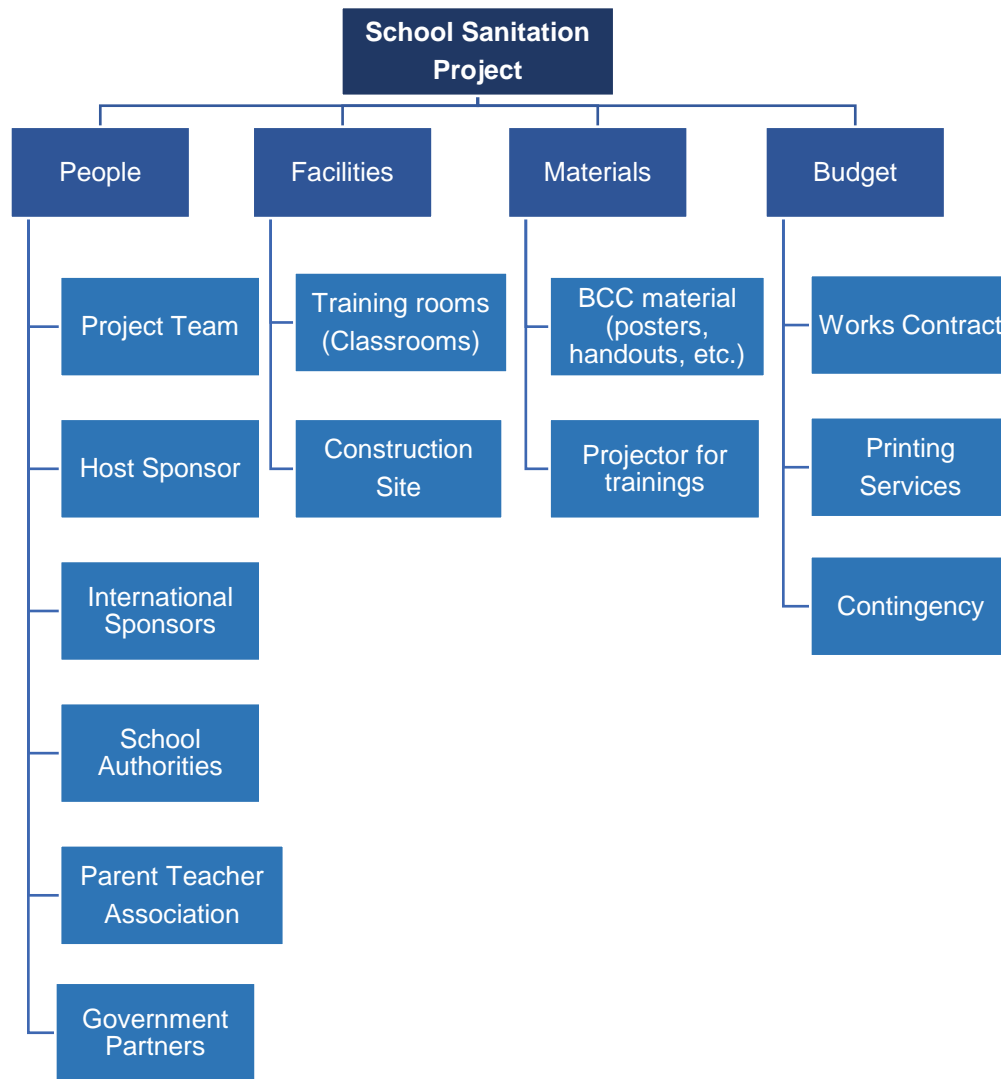 School Sanitation
Project
People
Facilities
Materials
Budget
Project Team
Host Sponsor
International
Sponsors
School
Authorities
Parent Teacher
Association
Government
Partners
Training rooms
(Classrooms)
Construction
Site
BCC material
(posters,
handouts, etc.)
Projector for
trainings
Works Contract
Printing
Services
Contingency